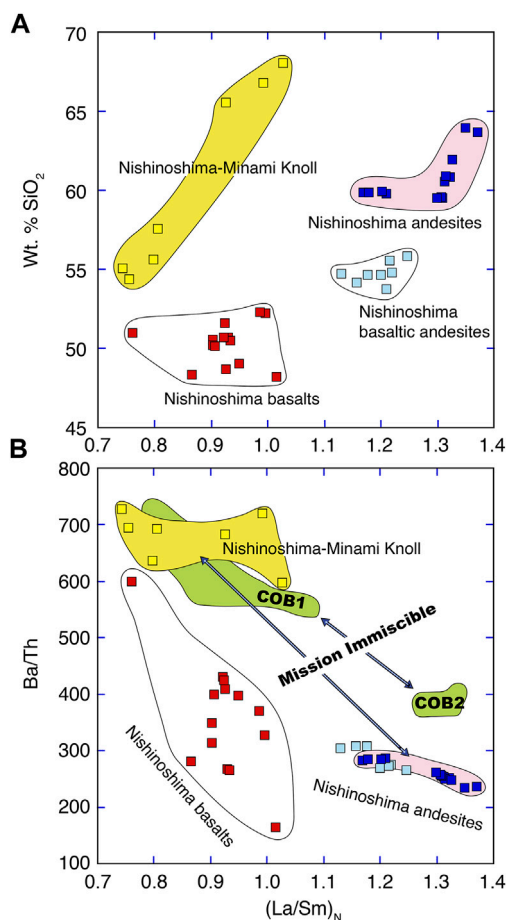 A
70
65
60
55
50
45
Wt. % SiO2
Nishinoshima-Minami Knoll
Nishinoshima andesites
Nishinoshima
basaltic andesites
Nishinoshima basalts
0.7 0.8 0.9 1.0 1.1 1.2 1.3 1.4
B
800
700
600
500
400
300
200
100
Ba/Th
Nishinoshima-Minami Knoll
COB1
Mission Immiscible
COB2
Nishinoshima basalts
Nishinoshima andesites
0.7 0.8 0.9 1.0 1.1 1.2 1.3 1.4
(La/Sm)N